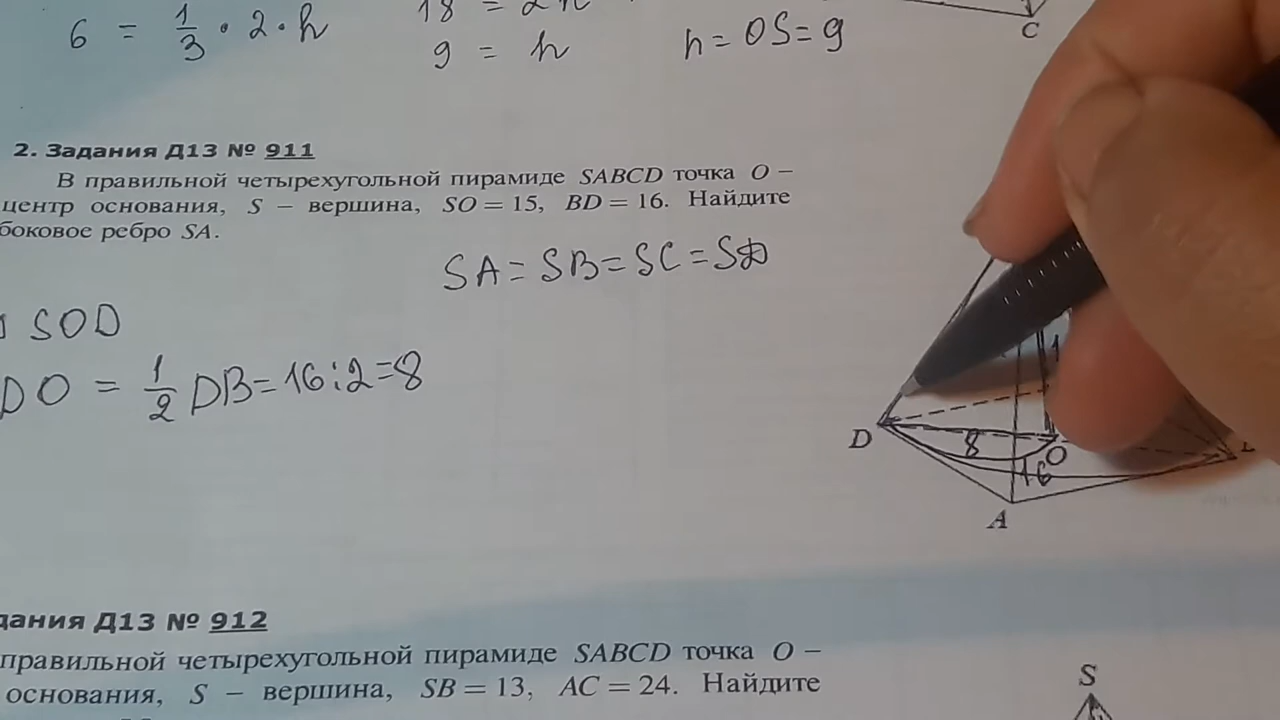 6 = 1/3 · 2 · h
18 = 2h
9 = h
h = OS = 9
C
2. Задания Д13 № 911
В правильной четырехугольной пирамиде SABCD точка O –
центр основания, S – вершина, SO = 15, BD = 16. Найдите
боковое ребро SA.
SA = SB = SC = SD
SOD
DO = 1/2 DB = 16 : 2 = 8
D
8
O
16
A
Д13 № 912
правильной четырехугольной пирамиде SABCD точка O –
основания, S – вершина, SB = 13, AC = 24. Найдите
S